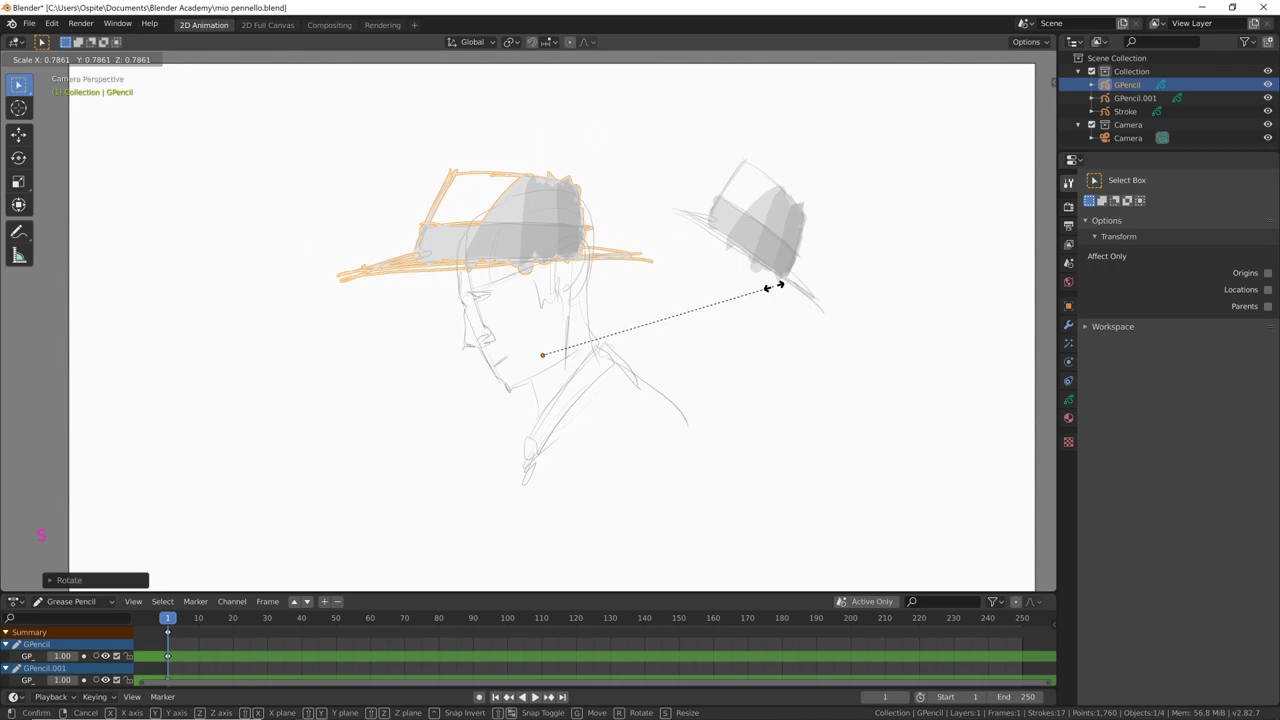 Blender* [C:\Users\Ospite\Documents\Blender Academy\mio pennello.blend]
File Edit Render Window Help 2D Animation 2D Full Canvas Compositing Rendering + Scene View Layer
Global Options
Scale X: 0.7861 Y: 0.7861 Z: 0.7861
Camera Perspective
(1) Collection | GPencil
Scene Collection
Collection
GPencil
GPencil.001
Stroke
Camera
Camera
Select Box
Options
Transform
Affect Only
Origins
Locations
Parents
Workspace
S
Rotate
Grease Pencil View Select Marker Channel Frame Active Only
1 10 20 30 40 50 60 70 80 90 100 110 120 130 140 150 160 170 180 190 200 210 220 230 240 250
Summary
GPencil
GP_ 1.00
GPencil.001
GP_ 1.00
Playback Keying View Marker 1 Start 1 End 250
Confirm Cancel X X axis Y Y axis Z Z axis X X plane Y Y plane Z Z plane Snap Invert Snap Toggle G Move R Rotate S Resize Collection | GPencil | Layers:1 | Frames:1 | Strokes:17 | Points:1,760 | Objects:1/4 | Mem: 56.8 MiB | v2.82.7